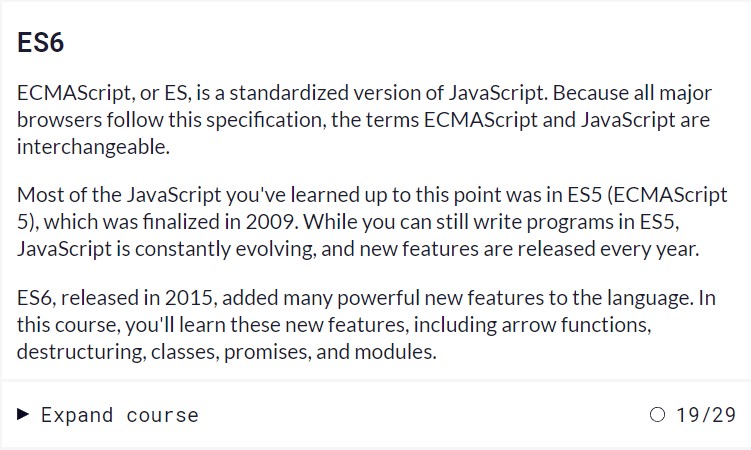 ES6
ECMAScript, or ES, is a standardized version of JavaScript. Because all major
browsers follow this specification, the terms ECMAScript and JavaScript are
interchangeable.
Most of the JavaScript you've learned up to this point was in ES5 (ECMAScript
5), which was finalized in 2009. While you can still write programs in ES5,
JavaScript is constantly evolving, and new features are released every year.
ES6, released in 2015, added many powerful new features to the language. In
this course, you'll learn these new features, including arrow functions,
destructuring, classes, promises, and modules.
Expand course 19/29